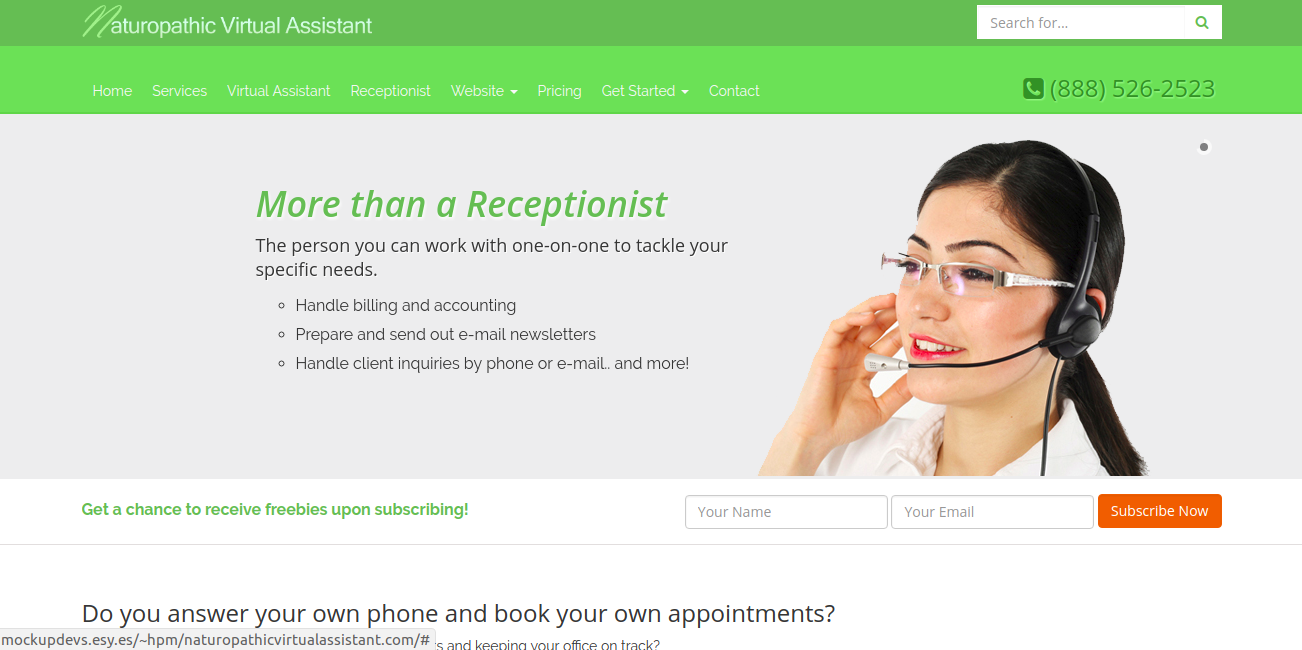 Naturopathic Virtual Assistant
Search for...
Home Services Virtual Assistant Receptionist Website Pricing Get Started Contact
(888) 526-2523
More than a Receptionist
The person you can work with one-on-one to tackle your
specific needs.
Handle billing and accounting
Prepare and send out e-mail newsletters
Handle client inquiries by phone or e-mail.. and more!
Get a chance to receive freebies upon subscribing!
Your Name
Your Email
Subscribe Now
Do you answer your own phone and book your own appointments?
and keeping your office on track?
mockupdevs.esy.es/~hpm/naturopathicvirtualassistant.com/#